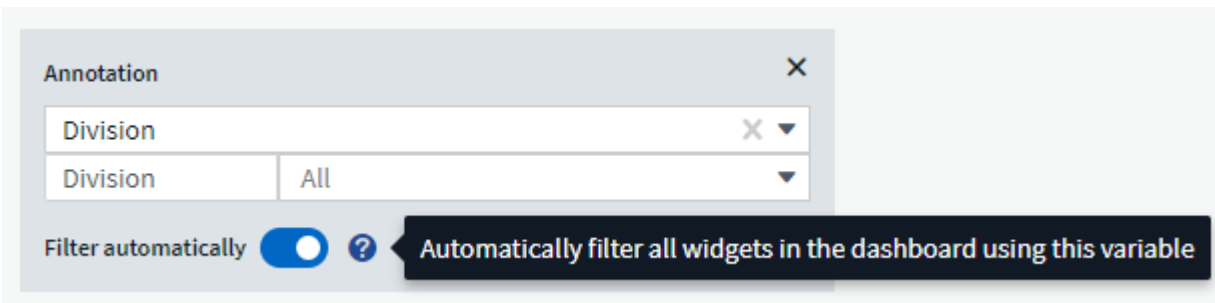 Annotation
Division
Division All
Filter automatically ? Automatically filter all widgets in the dashboard using this variable